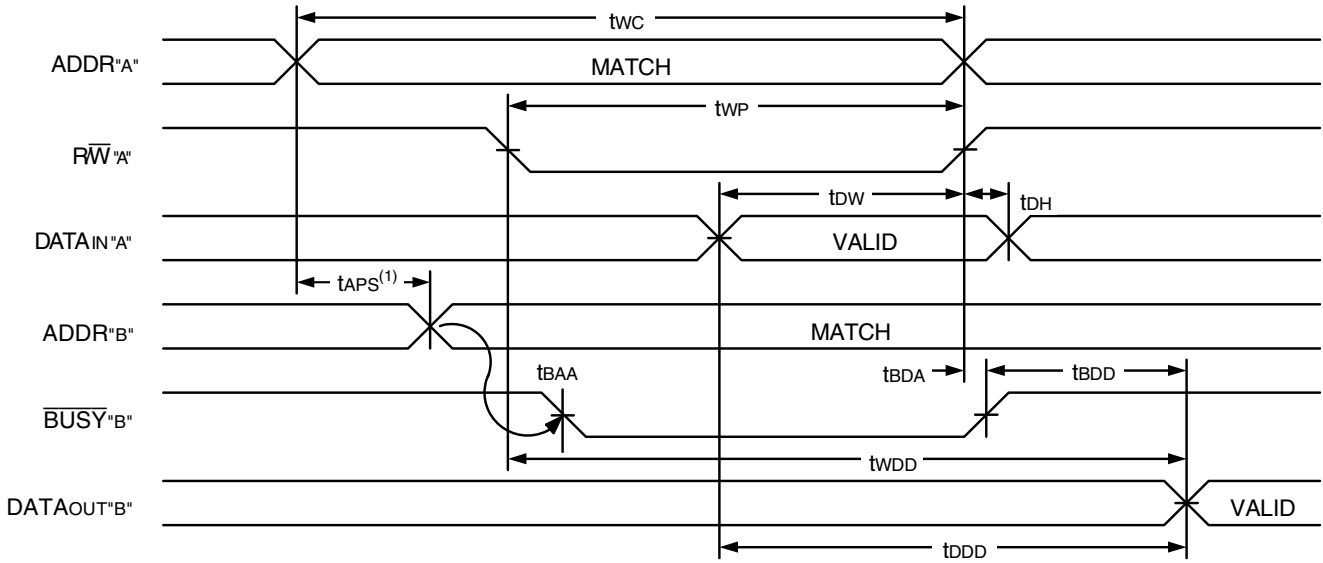 tWC
ADDR"A"
MATCH
tWP
R/W"A"
tDW
tDH
DATAIN"A"
VALID
tAPS(1)
ADDR"B"
MATCH
tBAA
tBDA
tBDD
BUSY"B"
tWDD
DATAOUT"B"
VALID
tDDD